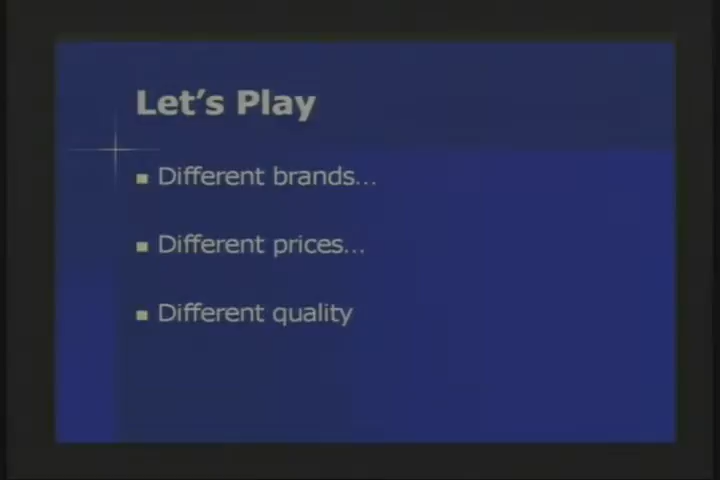 Let's Play
Different brands...
Different prices...
Different quality